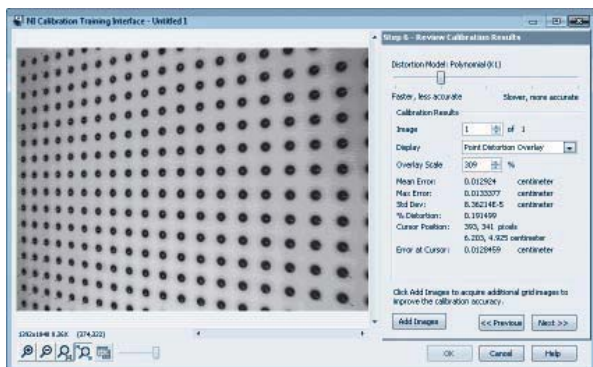 NI Calibration Training Interface - Untitled 1
Step 6 - Review Calibration Results
Distortion Model: Polynomial (K1)
Faster, less accurate Slower, more accurate
Calibration Results
Image 1 of 1
Display Point Distortion Overlay
Overlay Scale 309 %
Mean Error: 0.012924 centimeter
Max Error: 0.0133377 centimeter
Std Dev: 8.36214E-5 centimeter
% Distortion: 0.191499
Cursor Position: 393, 341 pixels
6.203, 4.925 centimeter
Error at Cursor: 0.0128459 centimeter
Click Add Images to acquire additional grid images to
improve the calibration accuracy.
Add Images << Previous Next >>
(374,322)
OK Cancel Help